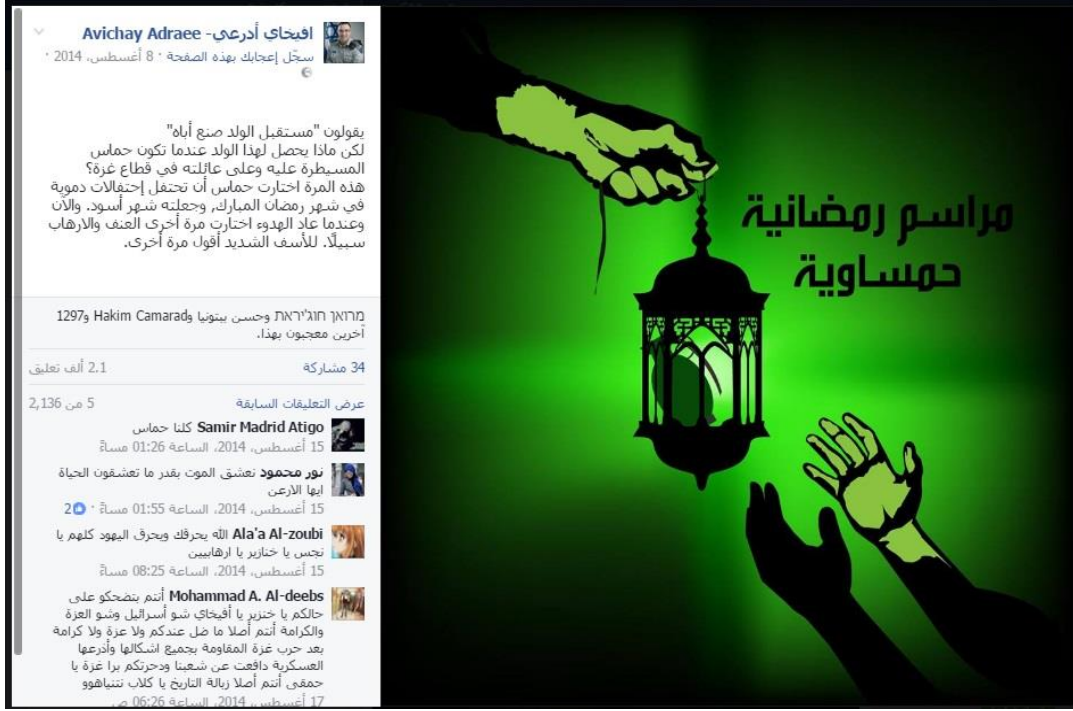 افيخاي أدرعي- Avichay Adraee
سجّل إعجابك بهذه الصفحة · 8 أغسطس، 2014 ·
يقولون "مستقبل الولد صنع أباه"
لكن ماذا يحصل لهذا الولد عندما تكون حماس
المسيطرة عليه وعلى عائلته في قطاع غزة؟
هذه المرة اختارت حماس أن تحتفل إحتفالات دموية
في شهر رمضان المبارك, وجعلته شهر أسود. والآن
وعندما عاد الهدوء اختارت مرة أخرى العنف والارهاب
سبيلًا. للأسف الشديد أقول مرة أخرى.
מרואן חוג'יראת وحسن بيتونيا وHakim Camarad و1297
آخرين معجبون بهذا.
34 مشاركة
2,1 ألف تعليق
عرض التعليقات السابقة
5 من 2,136
Samir Madrid Atigo كلنا حماس
15 أغسطس، 2014، الساعة 01:26 مساءً
نور محمود نعشق الموت بقدر ما تعشقون الحياة
ايها الارعن
15 أغسطس، 2014، الساعة 01:55 مساءً · 2
Ala'a Al-zoubi الله يحرقك ويحرق اليهود كلهم يا
نجس يا خنازير يا ارهابيين
15 أغسطس، 2014، الساعة 08:25 مساءً
Mohammad A. Al-deebs أنتم بتضحكو على
حالكم يا خنزير يا أفيخاي شو أسرائيل وشو العزة
والكرامة أنتم أصلا ما ضل عندكم ولا عزة ولا كرامة
بعد حرب غزة المقاومة بجميع اشكالها وأذرعها
العسكرية دافعت عن شعبنا ودحرتكم برا غزة يا
حمقى أنتم أصلا زبالة التاريخ يا كلاب نتنياهوو
17 أغسطس، 2014، الساعة 06:26 ص
مراسم رمضانية
حمساوية